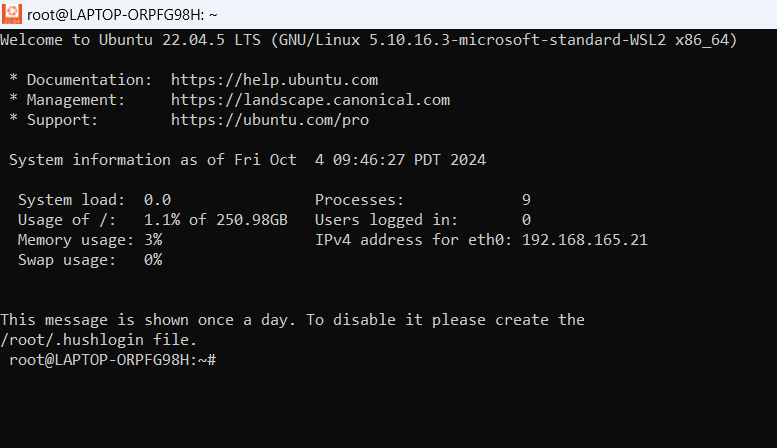 root@LAPTOP-ORPFG98H: ~
Welcome to Ubuntu 22.04.5 LTS (GNU/Linux 5.10.16.3-microsoft-standard-WSL2 x86_64)
* Documentation:  https://help.ubuntu.com
* Management:     https://landscape.canonical.com
* Support:        https://ubuntu.com/pro
System information as of Fri Oct  4 09:46:27 PDT 2024
System load:  0.0                Processes:             9
Usage of /:   1.1% of 250.98GB   Users logged in:       0
Memory usage: 3%                 IPv4 address for eth0: 192.168.165.21
Swap usage:   0%
This message is shown once a day. To disable it please create the
/root/.hushlogin file.
root@LAPTOP-ORPFG98H:~#